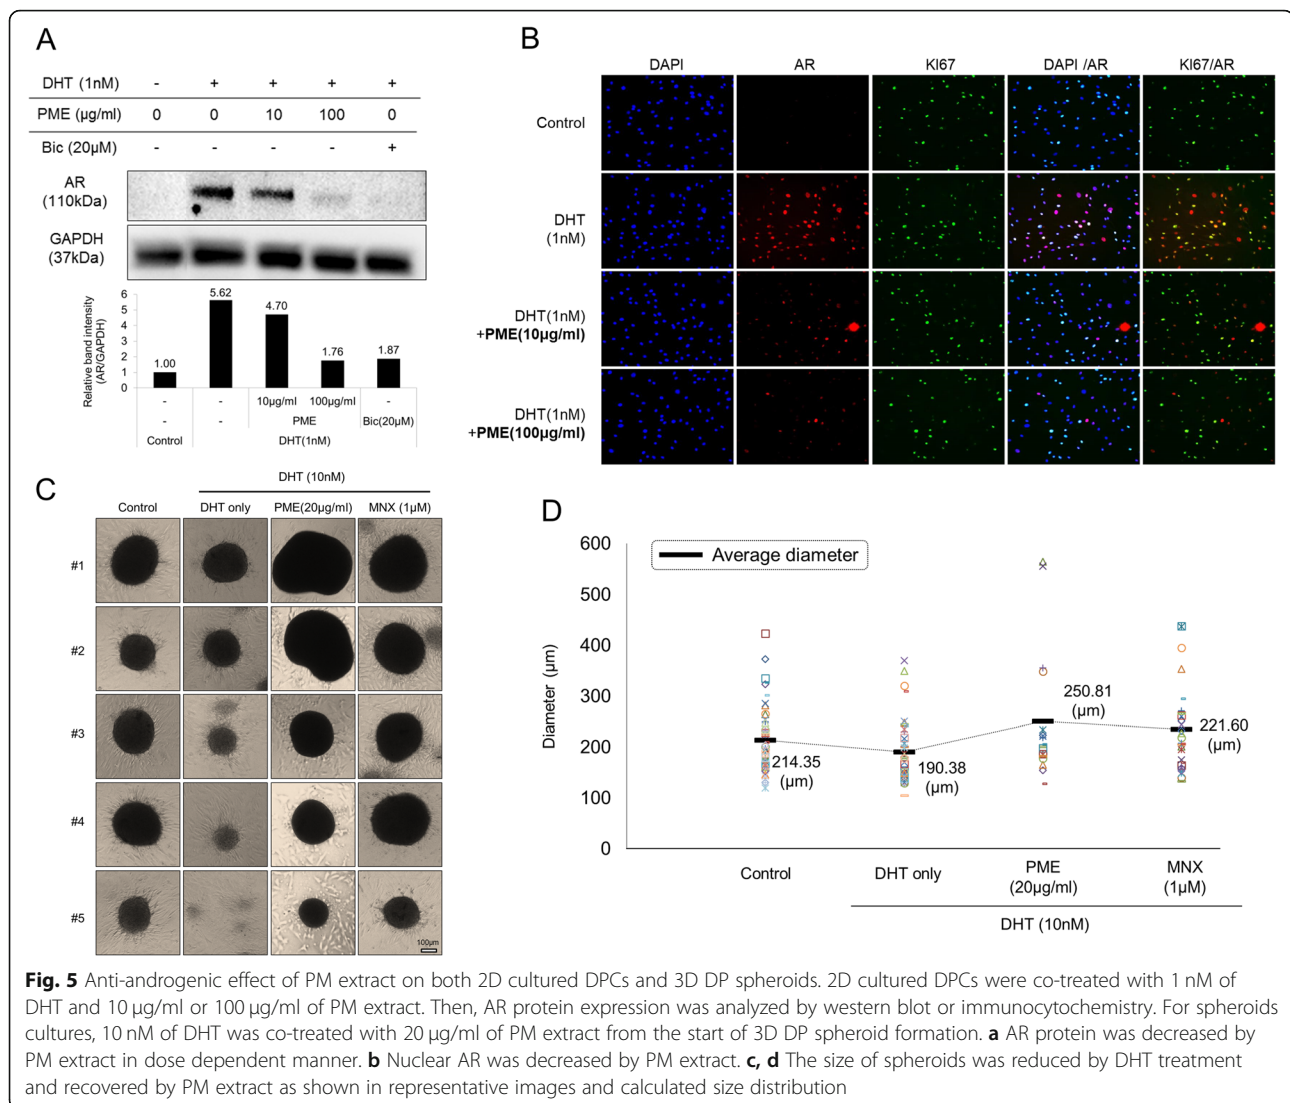 A
DHT (1nM) - + + + +
PME (µg/ml) 0 0 10 100 0
Bic (20µM) - - - - +
AR
(110kDa)
GAPDH
(37kDa)
Relative band intensity
(AR/GAPDH)
6
5
4
3
2
1
0
1.00
5.62
4.70
1.76
1.87
- - 10µg/ml 100µg/ml -
- - PME Bic(20µM)
Control DHT(1nM)
B
DAPI AR KI67 DAPI /AR KI67/AR
Control
DHT
(1nM)
DHT(1nM)
+PME(10µg/ml)
DHT(1nM)
+PME(100µg/ml)
C
DHT (10nM)
Control DHT only PME(20µg/ml) MNX (1µM)
#1
#2
#3
#4
#5
100µm
D
Average diameter
Diameter (µm)
600
500
400
300
200
100
0
214.35
(µm)
190.38
(µm)
250.81
(µm)
221.60
(µm)
Control DHT only PME MNX
(20µg/ml) (1µM)
DHT (10nM)
Fig. 5 Anti-androgenic effect of PM extract on both 2D cultured DPCs and 3D DP spheroids. 2D cultured DPCs were co-treated with 1 nM of
DHT and 10 µg/ml or 100 µg/ml of PM extract. Then, AR protein expression was analyzed by western blot or immunocytochemistry. For spheroids
cultures, 10 nM of DHT was co-treated with 20 µg/ml of PM extract from the start of 3D DP spheroid formation. a AR protein was decreased by
PM extract in dose dependent manner. b Nuclear AR was decreased by PM extract. c, d The size of spheroids was reduced by DHT treatment
and recovered by PM extract as shown in representative images and calculated size distribution